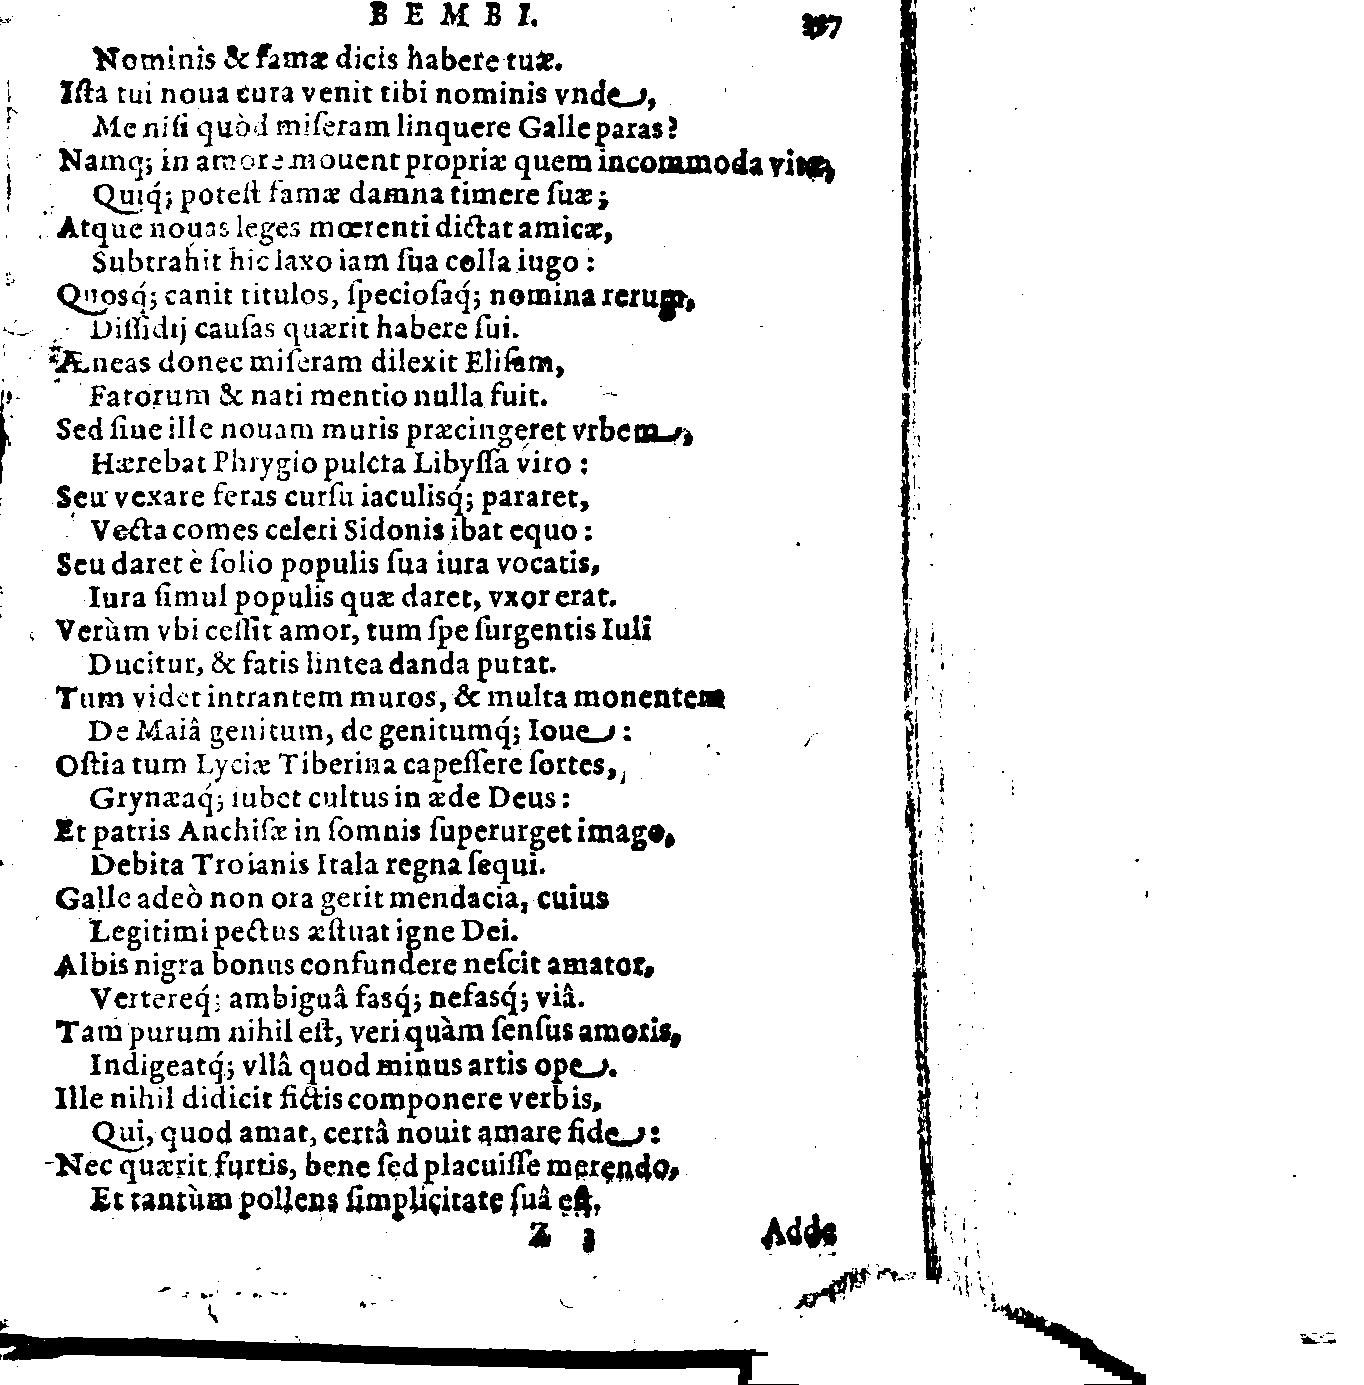 BEMBI. 357
Nominis & famæ dicis habere tuæ.
Iſta tui noua cura venit tibi nominis vnde,
Me niſi quòd miſeram linquere Galle paras?
Namq; in amore mouent propriæ quem incommoda vitæ,
Quiq́; poteſt famæ damna timere ſuæ;
Atque nouas leges mœrenti dictat amicæ,
Subtrahit hic laxo iam ſua colla iugo:
Quosq́; canit titulos, ſpecioſaq́; nomina rerum,
Diſſidij cauſas quærit habere ſui.
Æneas donec miſeram dilexit Eliſam,
Fatorum & nati mentio nulla fuit.
Sed ſiue ille nouam muris præcingeret vrbem,
Hærebat Phrygio pulcra Libyſſa viro:
Seu vexare feras curſu iaculisq́; pararet,
Vecta comes celeri Sidonis ibat equo:
Seu daret è ſolio populis ſua iura vocatis,
Iura ſimul populis quæ daret, vxor erat.
Verùm vbi ceſſit amor, tum ſpe ſurgentis Iuli
Ducitur, & fatis lintea danda putat.
Tum videt intrantem muros, & multa monentem
De Maiâ genitum, de genitumq́; Ioue:
Oſtia tum Lyciæ Tiberina capeſſere ſortes,
Grynæaq́; iubet cultus in æde Deus:
Et patris Anchiſæ in ſomnis ſuperurget imago,
Debita Troianis Itala regna ſequi.
Galle adeò non ora gerit mendacia, cuius
Legitimi pectus æſtuat igne Dei.
Albis nigra bonus confundere neſcit amator,
Vertereq́; ambiguâ fasq́; nefasq́; viâ.
Tam purum nihil eſt, veri quàm ſenſus amoris,
Indigeatq́; vllâ quod minus artis ope.
Ille nihil didicit fictis componere verbis,
Qui, quod amat, certâ nouit amare fide:
Nec quærit furtis, bene ſed placuiſſe merendo,
Et tantùm pollens ſimplicitate ſuâ eſt,
Z 3 Adde